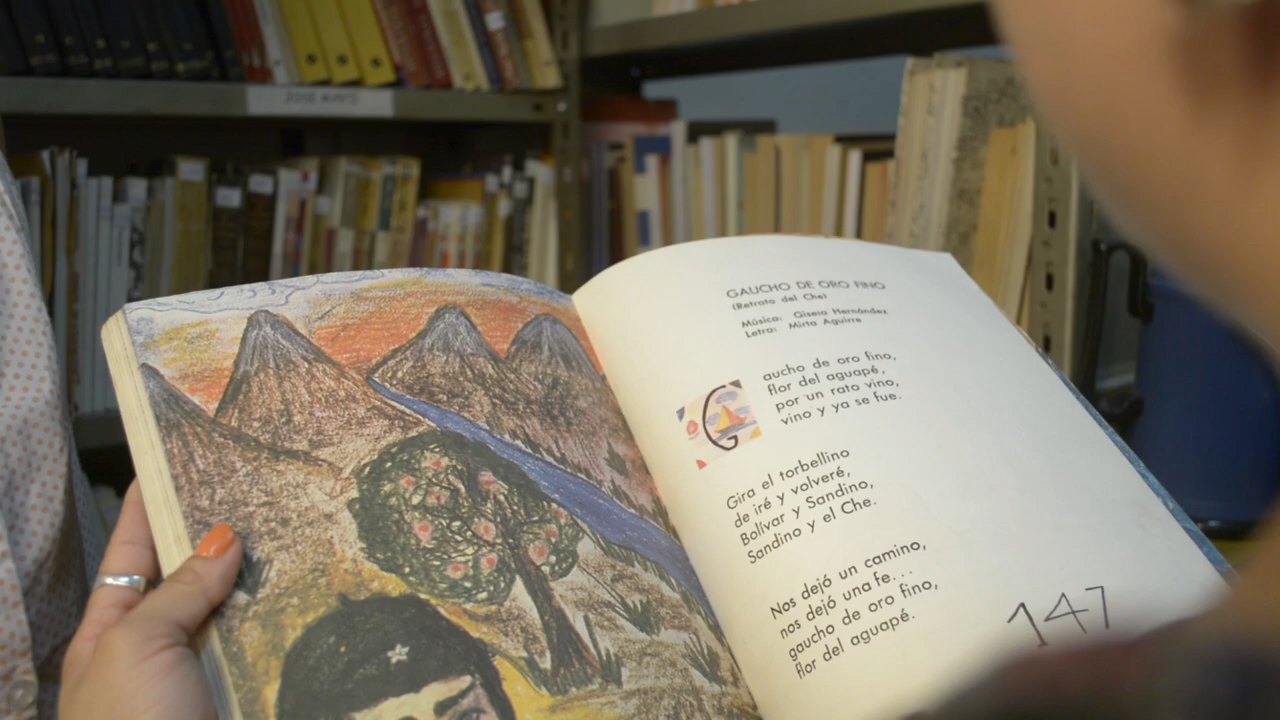 GAUCHO DE ORO FINO
(Retrato del Che)
Música: Gisela Hernández
Letra: Mirta Aguirre
Gaucho de oro fino,
flor del aguapé,
por un rato vino,
vino y ya se fue.
Gira el torbellino
de iré y volveré,
Bolívar y Sandino,
Sandino y el Che.
Nos dejó un camino,
nos dejó una fe...
gaucho de oro fino,
flor del aguapé.
147